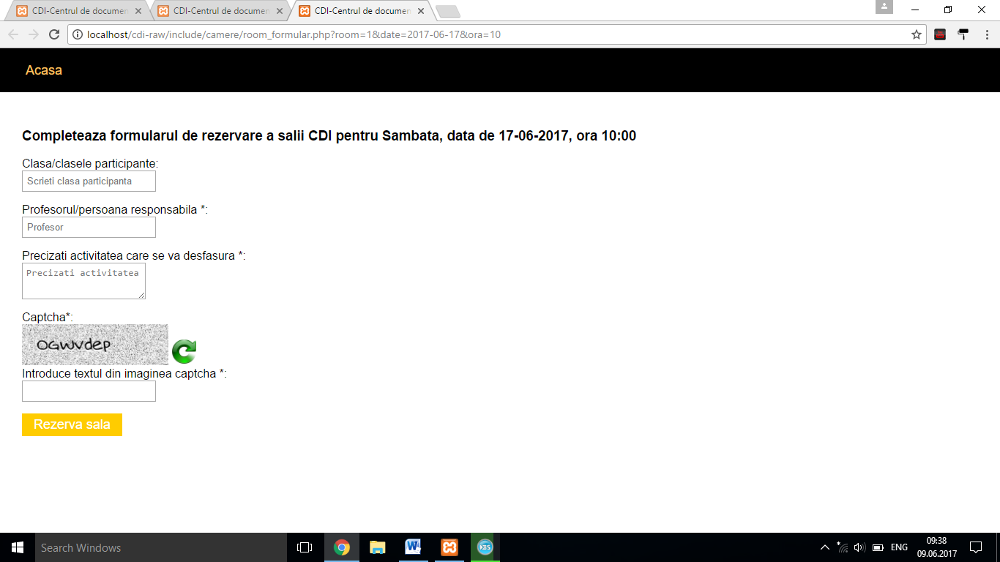 CDI-Centrul de documen
CDI-Centrul de documen
CDI-Centrul de documen
localhost/cdi-raw/include/camere/room_formular.php?room=1&date=2017-06-17&ora=10
Acasa
Completeaza formularul de rezervare a salii CDI pentru Sambata, data de 17-06-2017, ora 10:00
Clasa/clasele participante:
Scrieti clasa participanta
Profesorul/persoana responsabila *:
Profesor
Precizati activitatea care se va desfasura *:
Precizati activitatea
Captcha*:
OGWVdep
Introduce textul din imaginea captcha *:
Rezerva sala
Search Windows
EBS
ENG
09:38
09.06.2017